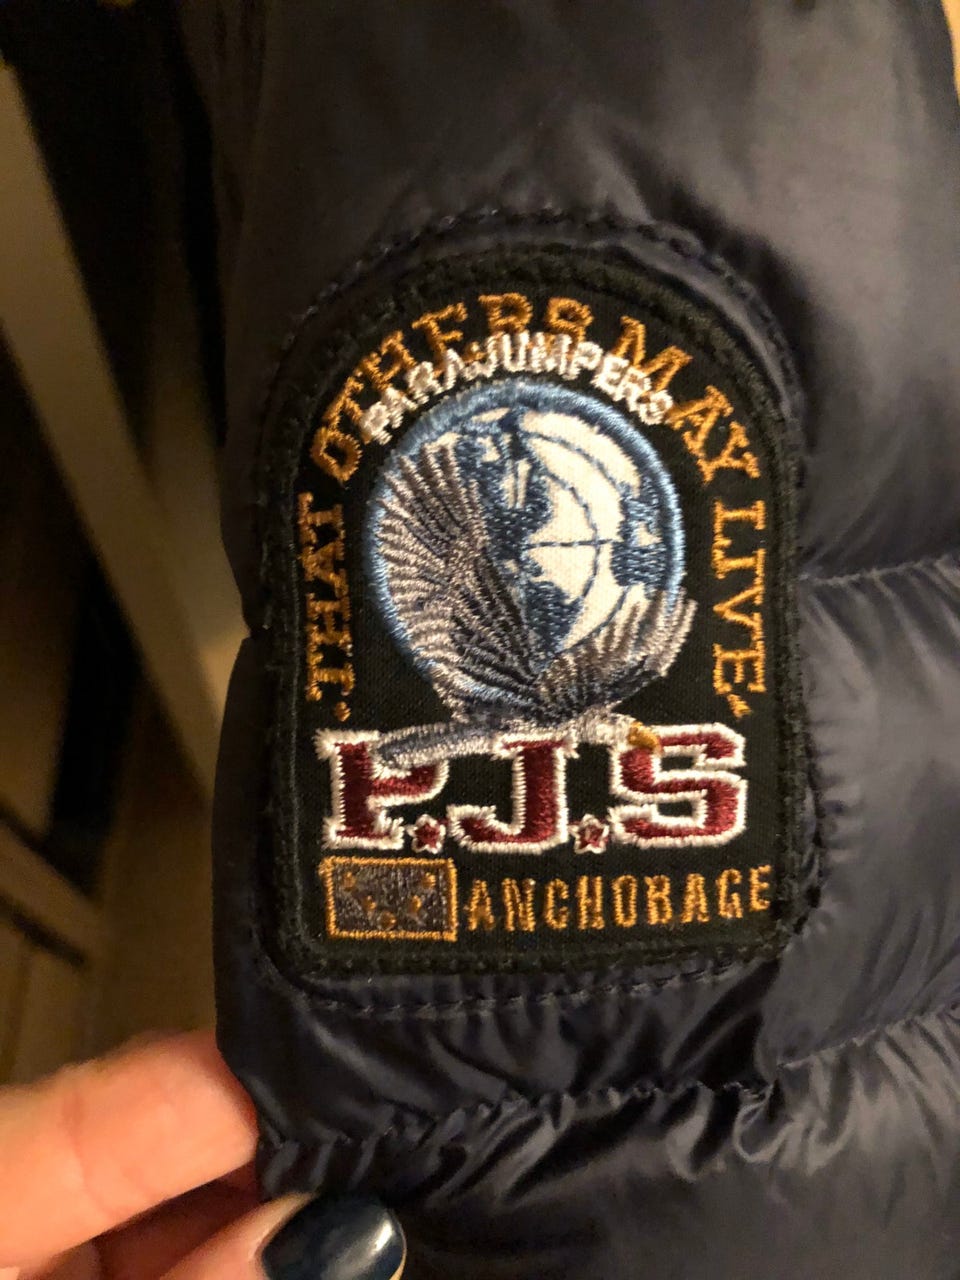 .THAT OTHERS MAY LIVE.
PARAJUMPERS
P.J.S
ANCHORAGE